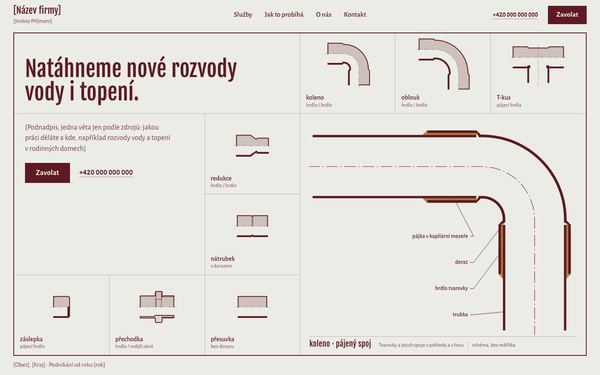 [Název firmy]
[Jméno Příjmení]
Služby
Jak to probíhá
O nás
Kontakt
+420 000 000 000
Zavolat
Natáhneme nové rozvody
vody i topení.
[Podnadpis, jedna věta jen podle zdrojů: jakou
práci děláte a kde, například rozvody vody a topení
v rodinných domech]
Zavolat
+420 000 000 000
koleno
hrdlo / hrdlo
oblouk
hrdlo / hrdlo
T-kus
pájecí hrdla
redukce
hrdlo / hrdlo
nátrubek
s dorazem
záslepka
pájecí hrdlo
přechodka
hrdlo / vnější závit
přesuvka
bez dorazu
pájka v kapilární mezeře
doraz
hrdlo tvarovky
trubka
koleno · pájený spoj
Tvarovky a jejich spoje v pohledu a v řezu
schéma, bez měřítka
[Obec], [Kraj] · Podnikání od roku [rok]